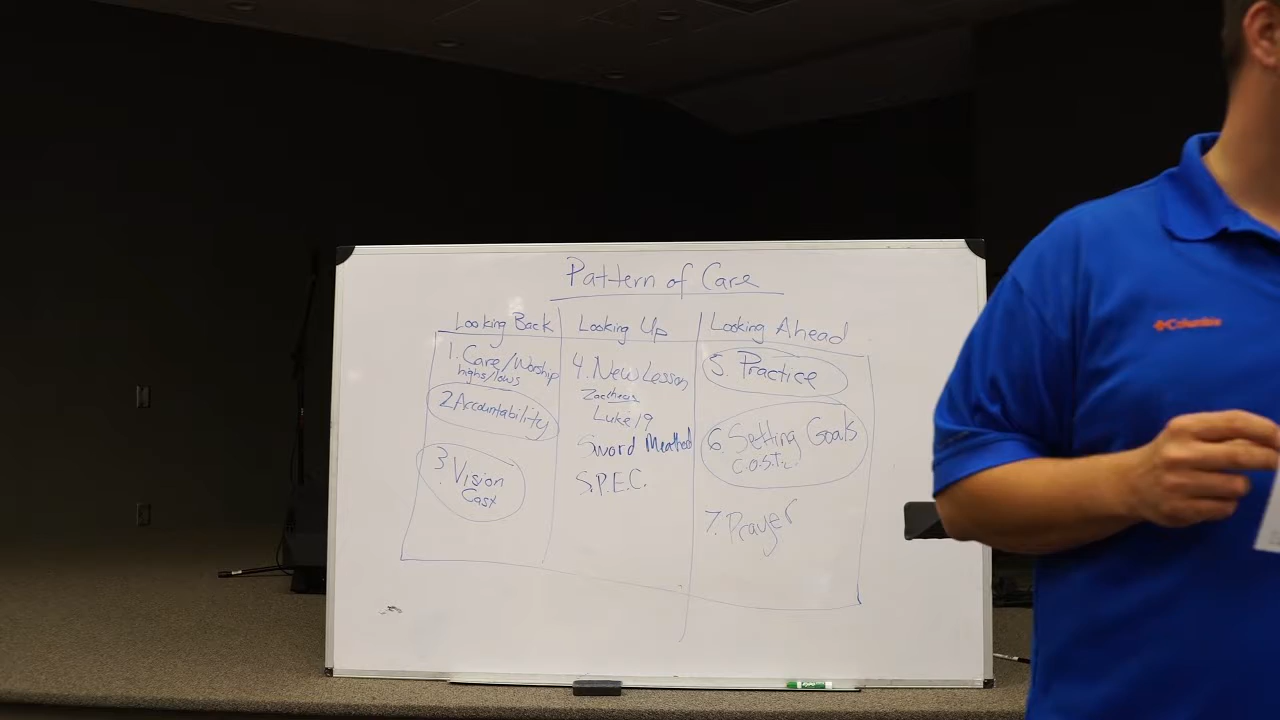 Pattern of Care
Looking Back
1. Care/Worship
highs/lows
2 Accountability
3. Vision
Cast
Looking Up
4. New Lesson
Zaccheus
Luke 19
Sword Meathed
S.P.E.C.
Looking Ahead
5. Practice
6. Setting Goals
C.O.S.T.
7. Prayer
Columbia